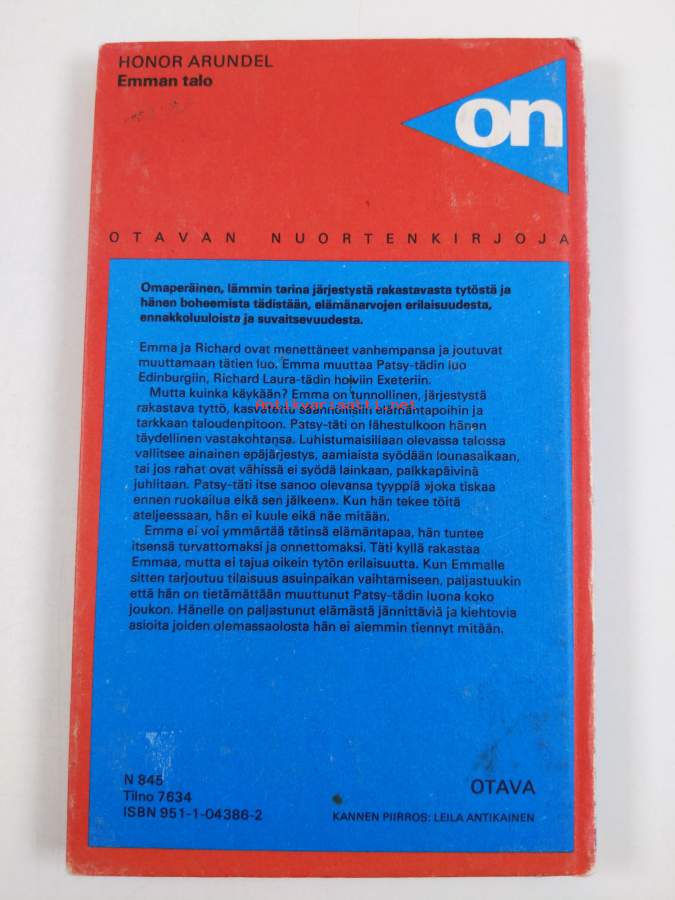 HONOR ARUNDEL
Emman talo
on
OTAVAN NUORTENKIRJOJA
Omaperäinen, lämmin tarina järjestystä rakastavasta tytöstä ja
hänen boheemista tädistään, elämänarvojen erilaisuudesta,
ennakkoluuloista ja suvaitsevuudesta.
Emma ja Richard ovat menettäneet vanhempansa ja joutuvat
muuttamaan tätien luo. Emma muuttaa Patsy-tädin luo
Edinburgiin, Richard Laura-tädin hoiviin Exeteriin.
Mutta kuinka käykään? Emma on tunnollinen, järjestystä
Antikvariaatti.net
rakastava tyttö, kasvatettu säännöllisiin elämäntapoihin ja
tarkkaan taloudenpitoon. Patsy-täti on lähestulkoon hänen
täydellinen vastakohtansa. Luhistumaisillaan olevassa talossa
vallitsee ainainen epäjärjestys, aamiaista syödään lounasaikaan,
tai jos rahat ovat vähissä ei syödä lainkaan, palkkapäivinä
juhlitaan. Patsy-täti itse sanoo olevansa tyyppiä »joka tiskaa
ennen ruokailua eikä sen jälkeen». Kun hän tekee töitä
ateljeessaan, hän ei kuule eikä näe mitään.
Emma ei voi ymmärtää tätinsä elämäntapaa, hän tuntee
itsensä turvattomaksi ja onnettomaksi. Täti kyllä rakastaa
Emmaa, mutta ei tajua oikein tytön erilaisuutta. Kun Emmalle
sitten tarjoutuu tilaisuus asuinpaikan vaihtamiseen, paljastuukin
että hän on tietämättään muuttunut Patsy-tädin luona koko
joukon. Hänelle on paljastunut elämästä jännittäviä ja kiehtovia
asioita joiden olemassaolosta hän ei aiemmin tiennyt mitään.
N 845
Tilno 7634
OTAVA
ISBN 951-1-04386-2
KANNEN PIIRROS: LEILA ANTIKAINEN